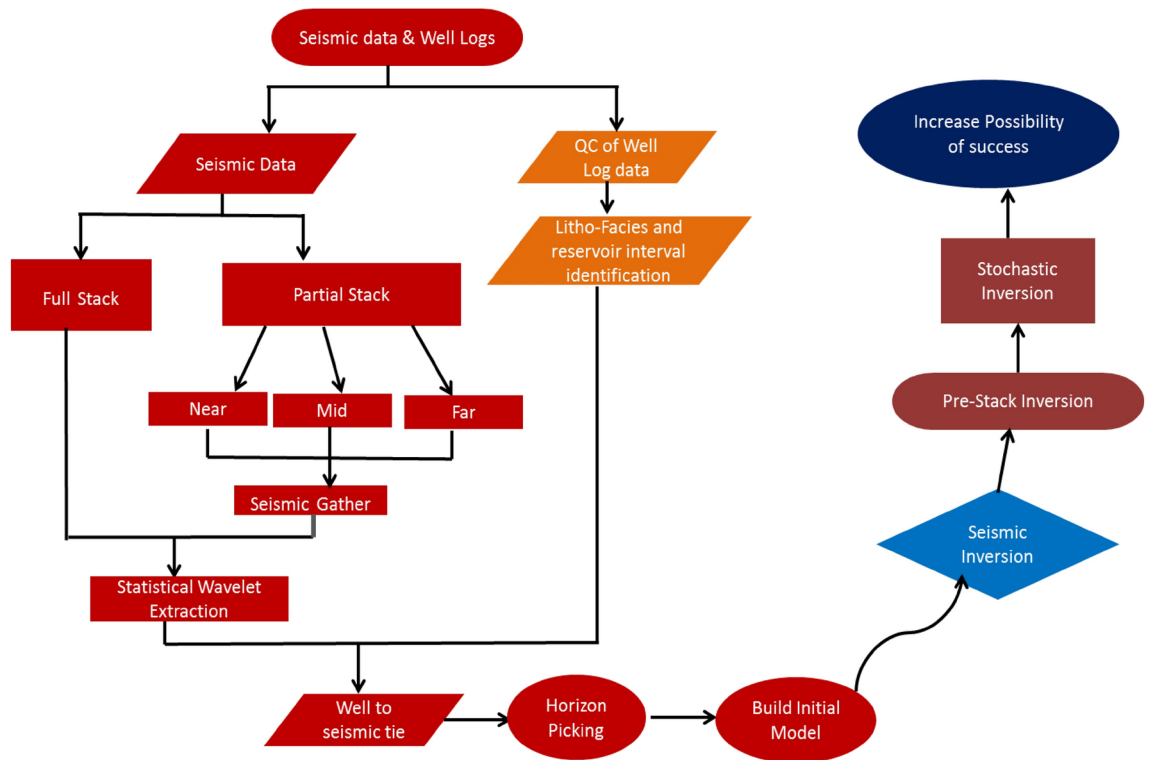 Seismic data & Well Logs
Seismic Data
QC of Well
Log data
Increase Possibility
of success
Litho-Facies and
reservoir interval
identification
Full Stack
Partial Stack
Stochastic
Inversion
Near
Mid
Far
Pre-Stack Inversion
Seismic Gather
Seismic
Inversion
Statistical Wavelet
Extraction
Well to
seismic tie
Horizon
Picking
Build Initial
Model